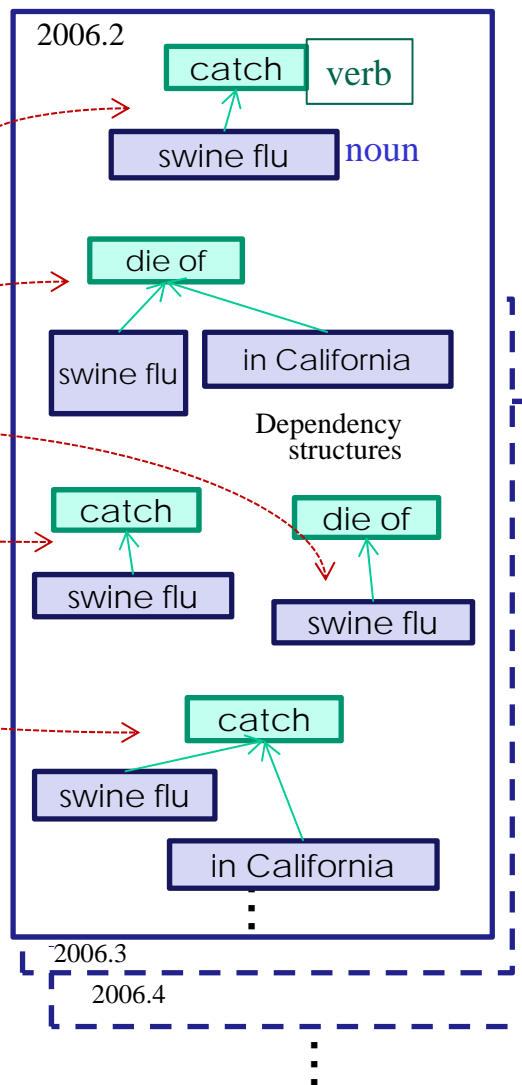 2006.2
catch
verb
swine flu
noun
die of
swine flu
in California
Dependency
structures
catch
die of
swine flu
swine flu
catch
swine flu
in California
2006.3
2006.4